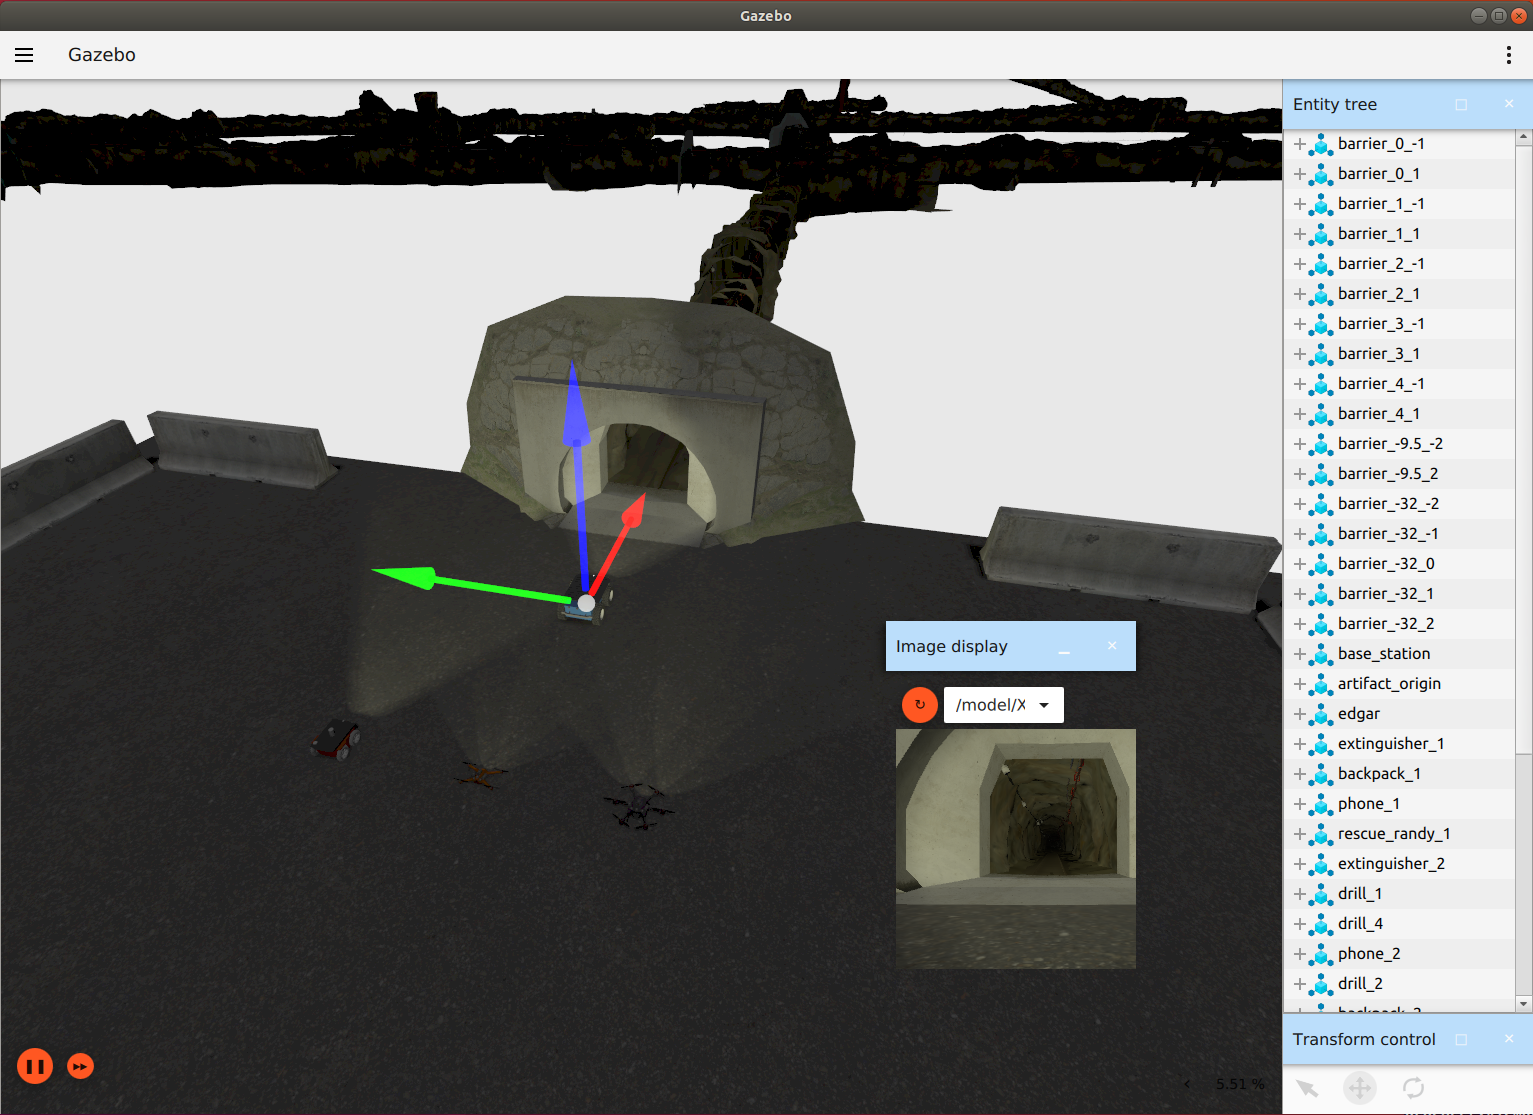 Gazebo
Gazebo
Entity tree
barrier_0_-1
barrier_0_1
barrier_1_-1
barrier_1_1
barrier_2_-1
barrier_2_1
barrier_3_-1
barrier_3_1
barrier_4_-1
barrier_4_1
barrier_-9.5_-2
barrier_-9.5_2
barrier_-32_-2
barrier_-32_-1
barrier_-32_0
barrier_-32_1
barrier_-32_2
base_station
artifact_origin
edgar
extinguisher_1
backpack_1
phone_1
rescue_randy_1
extinguisher_2
drill_1
drill_4
phone_2
drill_2
Image display
/model/X
5.51 %
Transform control